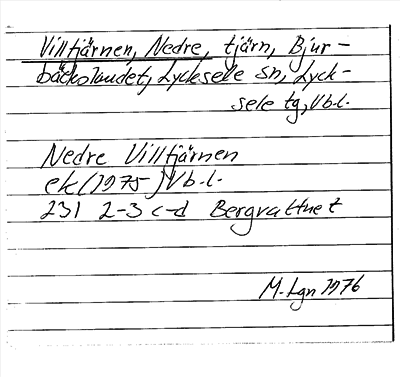 Villtjärnen, Nedre, tjärn, Bjur-
bäckslandet, Lycksele sn, Lyck-
sele tg, Vb.l.
Nedre Villtjärnen
ek (1975) Vb.l.
231 2-3 c-d Bergvattnet
M. Lgn 1976